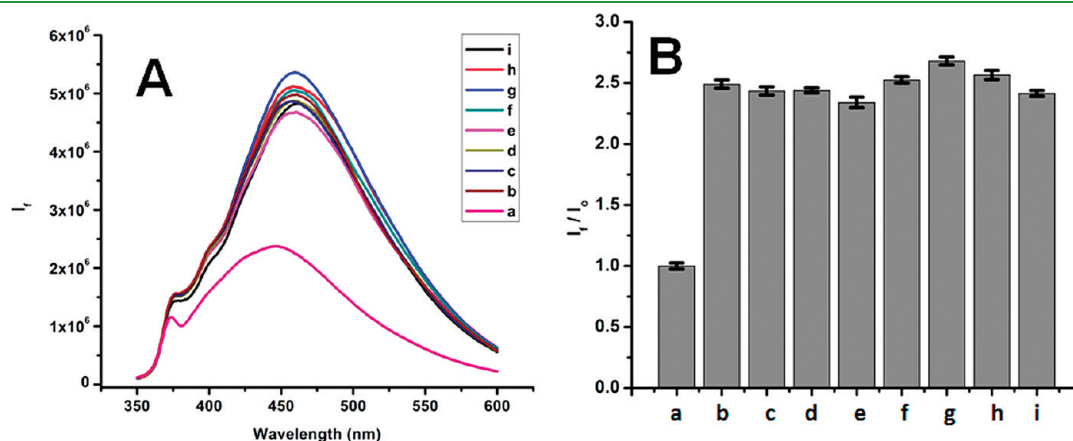 A
6x10⁶
5x10⁶
4x10⁶
3x10⁶
2x10⁶
1x10⁶
0
I_f
350 400 450 500 550 600
Wavelength (nm)
i
h
g
f
e
d
c
b
a
B
3.0
2.5
2.0
1.5
1.0
0.5
0.0
I_f / I_o
a b c d e f g h i